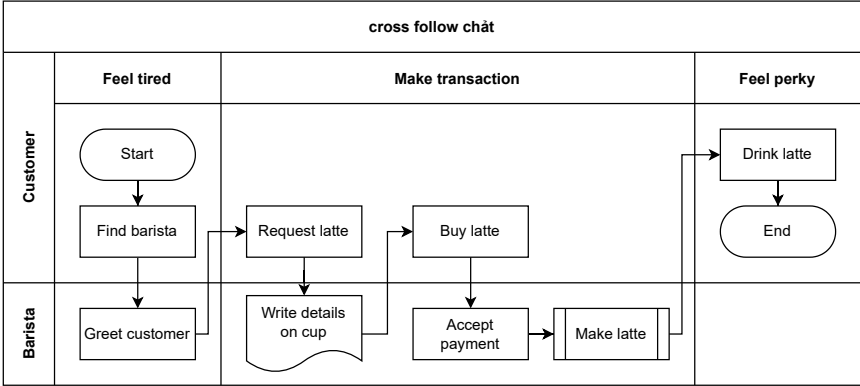 cross follow chảt
Feel tired
Make transaction
Feel perky
Customer
Start
Drink latte
Find barista
Request latte
Buy latte
End
Barista
Greet customer
Write details
on cup
Accept
payment
Make latte